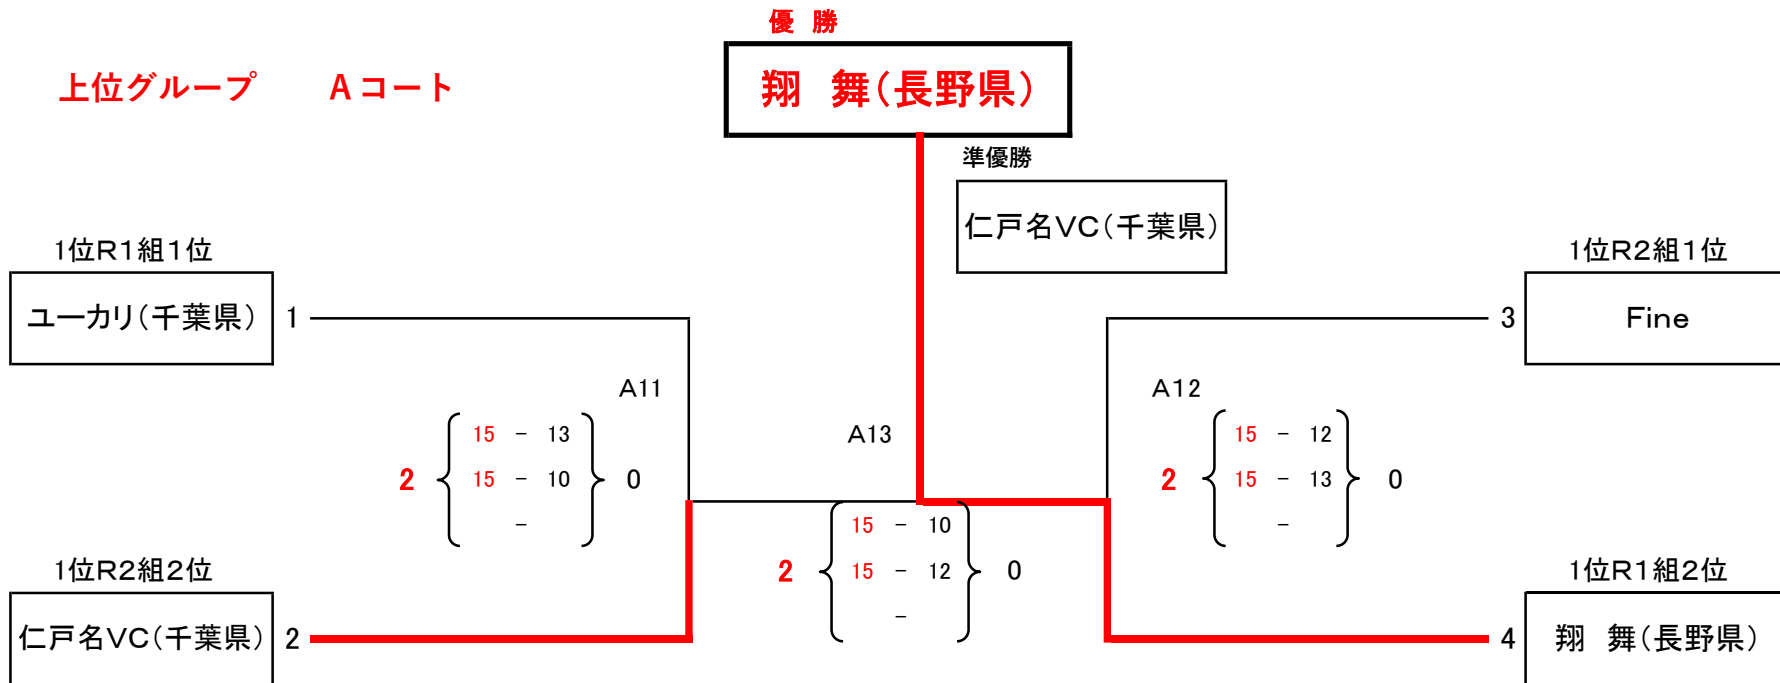 優 勝
上位グループ Aコート
翔 舞(長野県)
準優勝
仁戸名VC(千葉県)
1位R1組1位
ユーカリ(千葉県) 1
1位R2組1位
3 Fine
A11
15 - 13
2 15 - 10 0
-
A13
15 - 10
2 15 - 12 0
-
A12
15 - 12
2 15 - 13 0
-
1位R2組2位
仁戸名VC(千葉県) 2
1位R1組2位
4 翔 舞(長野県)